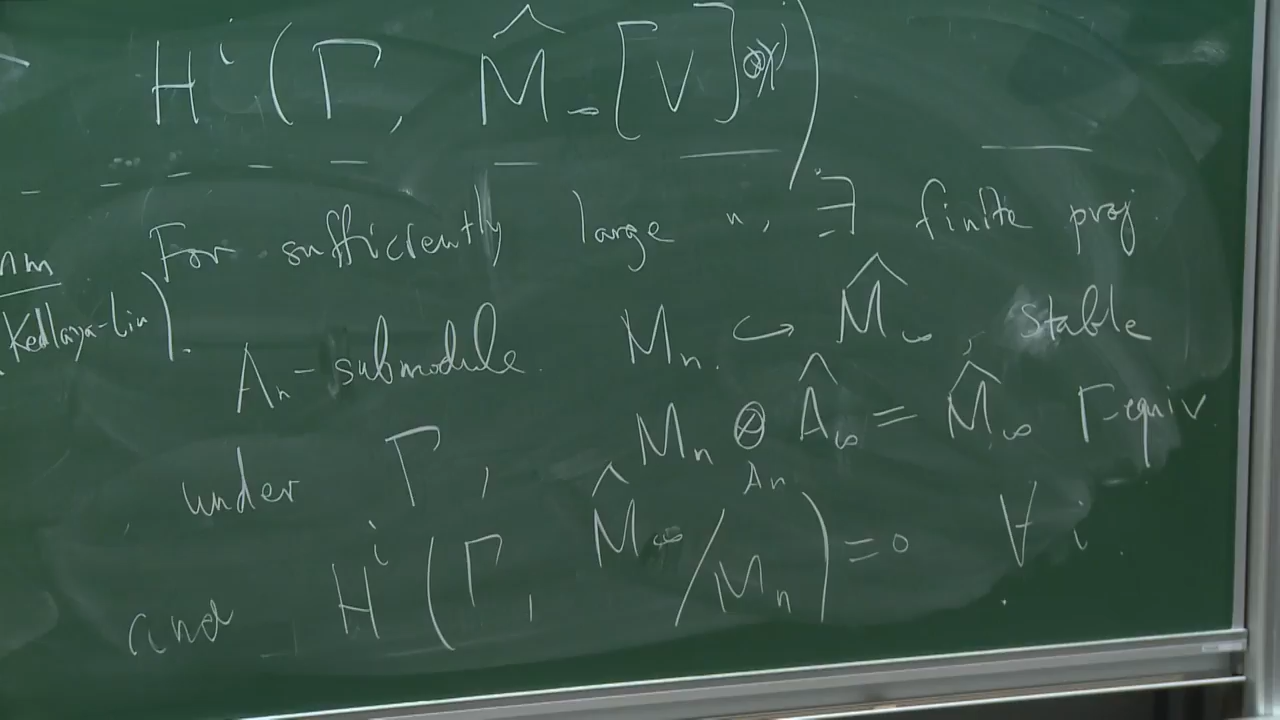 H^i(Γ, M̂_∞[V]^{⊗γ})
nm
Kedlaya-Liu).
For sufficiently large n, ∃ finite proj.
A_n-submodule M_n ↪ M̂_∞, stable
under Γ, M_n ⊗_{A_n} Â_∞ = M̂_∞ Γ-equiv
and H^i(Γ, M̂_∞/M_n) = 0 ∀ i.